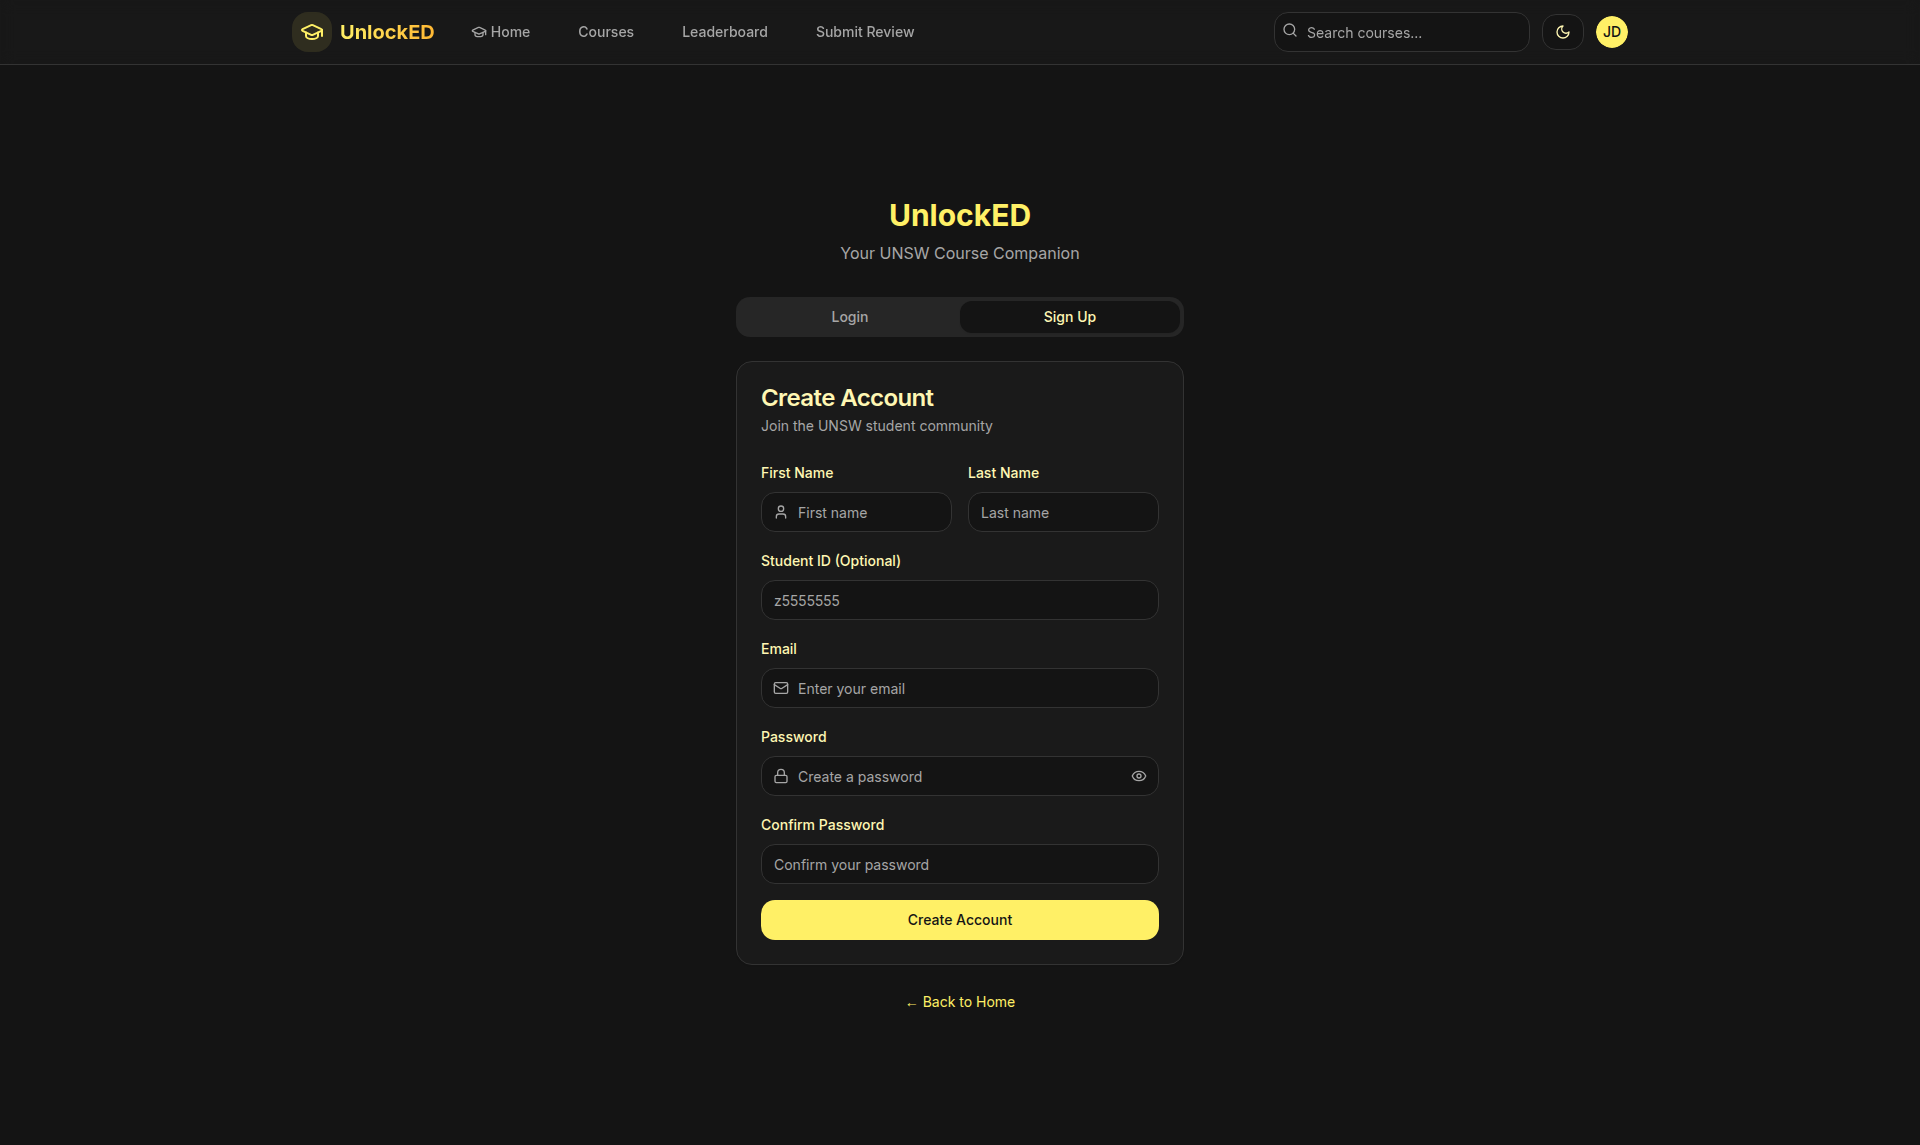 UnlockED
Home
Courses
Leaderboard
Submit Review
Search courses...
JD
UnlockED
Your UNSW Course Companion
Login
Sign Up
Create Account
Join the UNSW student community
First Name
Last Name
First name
Last name
Student ID (Optional)
z5555555
Email
Enter your email
Password
Create a password
Confirm Password
Confirm your password
Create Account
← Back to Home